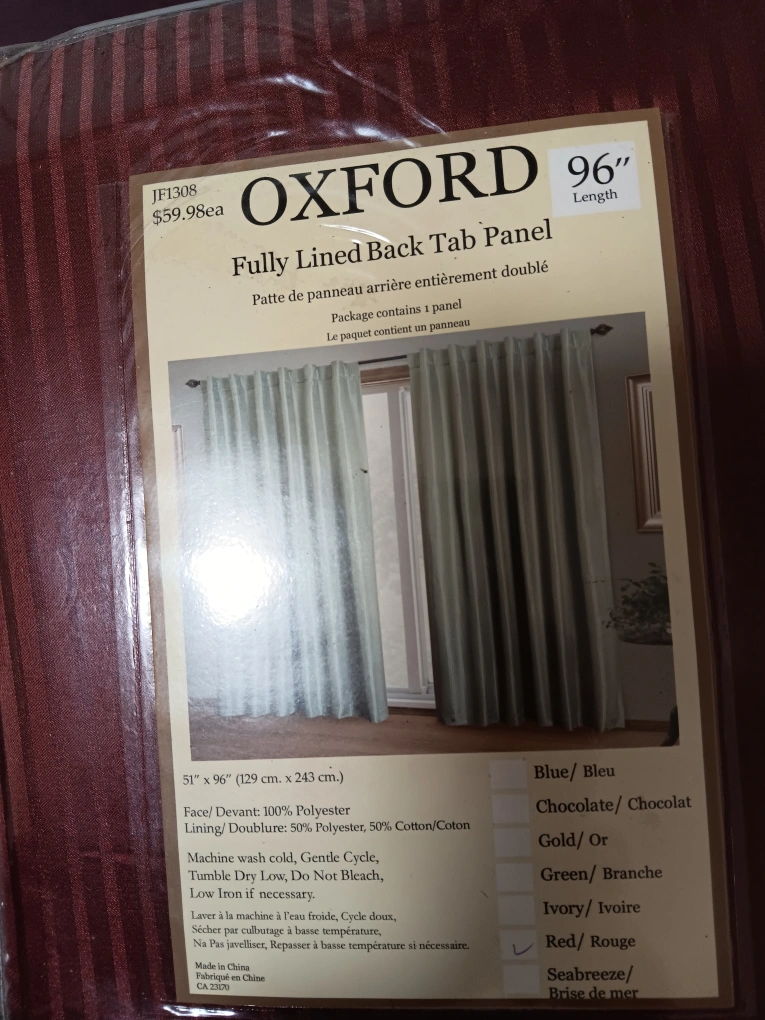 JF1308
$59.98ea
OXFORD
96″
Length
Fully Lined Back Tab Panel
Patte de panneau arrière entièrement doublé
Package contains 1 panel
Le paquet contient un panneau
51″ x 96″ (129 cm. x 243 cm.)
Face/ Devant: 100% Polyester
Lining/ Doublure: 50% Polyester, 50% Cotton/Coton
Machine wash cold, Gentle Cycle,
Tumble Dry Low, Do Not Bleach,
Low Iron if necessary.
Laver à la machine à l'eau froide, Cycle doux,
Sécher par culbutage à basse température,
Na Pas javelliser, Repasser à basse température si nécessaire.
Made in China
Fabriqué en Chine
CA 23170
Blue/ Bleu
Chocolate/ Chocolat
Gold/ Or
Green/ Branche
Ivory/ Ivoire
Red/ Rouge
Seabreeze/
Brise de mer